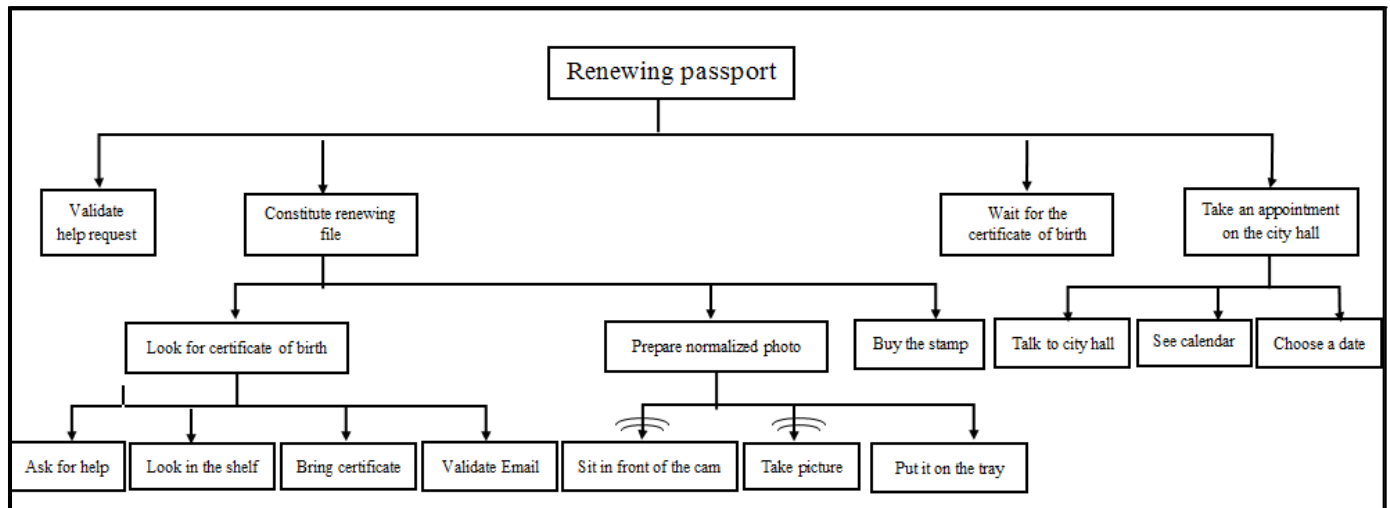 Renewing passport
Validate
help request
Constitute renewing
file
Wait for the
certificate of birth
Take an appointment
on the city hall
Look for certificate of birth
Prepare normalized photo
Buy the stamp
Talk to city hall
See calendar
Choose a date
Ask for help
Look in the shelf
Bring certificate
Validate Email
Sit in front of the cam
Take picture
Put it on the tray